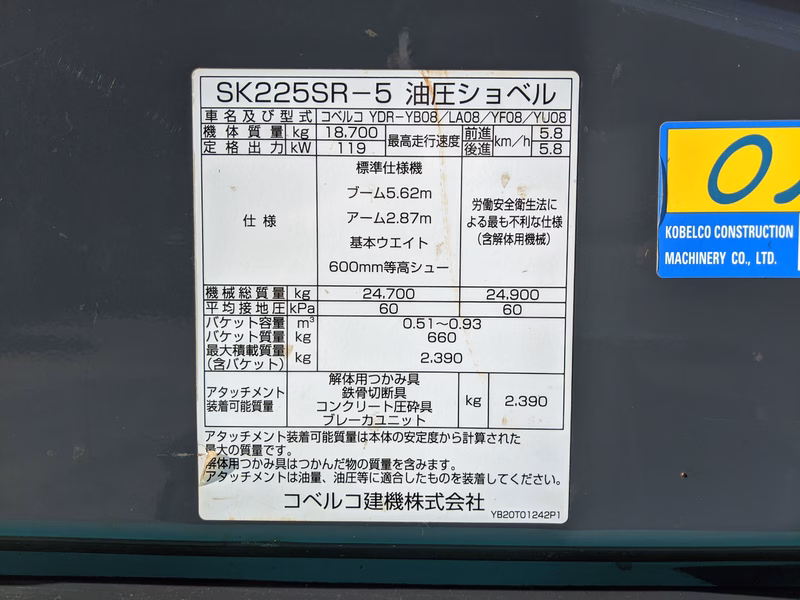 SK225SR-5 油圧ショベル
車名及び型式 コベルコ YDR-YB08/LA08/YF08/YU08
機体質量 kg 18,700 最高走行速度 前進 km/h 5.8
定格出力 kW 119 後進 5.8
仕様
標準仕様機
ブーム5.62m
アーム2.87m
基本ウエイト
600mm等高シュー
労働安全衛生法に
よる最も不利な仕様
(含解体用機械)
機械総質量 kg 24,700 24,900
平均接地圧 kPa 60 60
バケット容量 m³ 0.51~0.93
バケット質量 kg 660
最大積載質量
(含バケット) kg 2,390
アタッチメント
装着可能質量
解体用つかみ具
鉄骨切断具
コンクリート圧砕具
ブレーカユニット
kg 2,390
アタッチメント装着可能質量は本体の安定度から計算された
最大の質量です。
解体用つかみ具はつかんだ物の質量を含みます。
アタッチメントは油量、油圧等に適合したものを装着してください。
コベルコ建機株式会社
YB20T01242P1
KOBELCO CONSTRUCTION
MACHINERY CO., LTD.